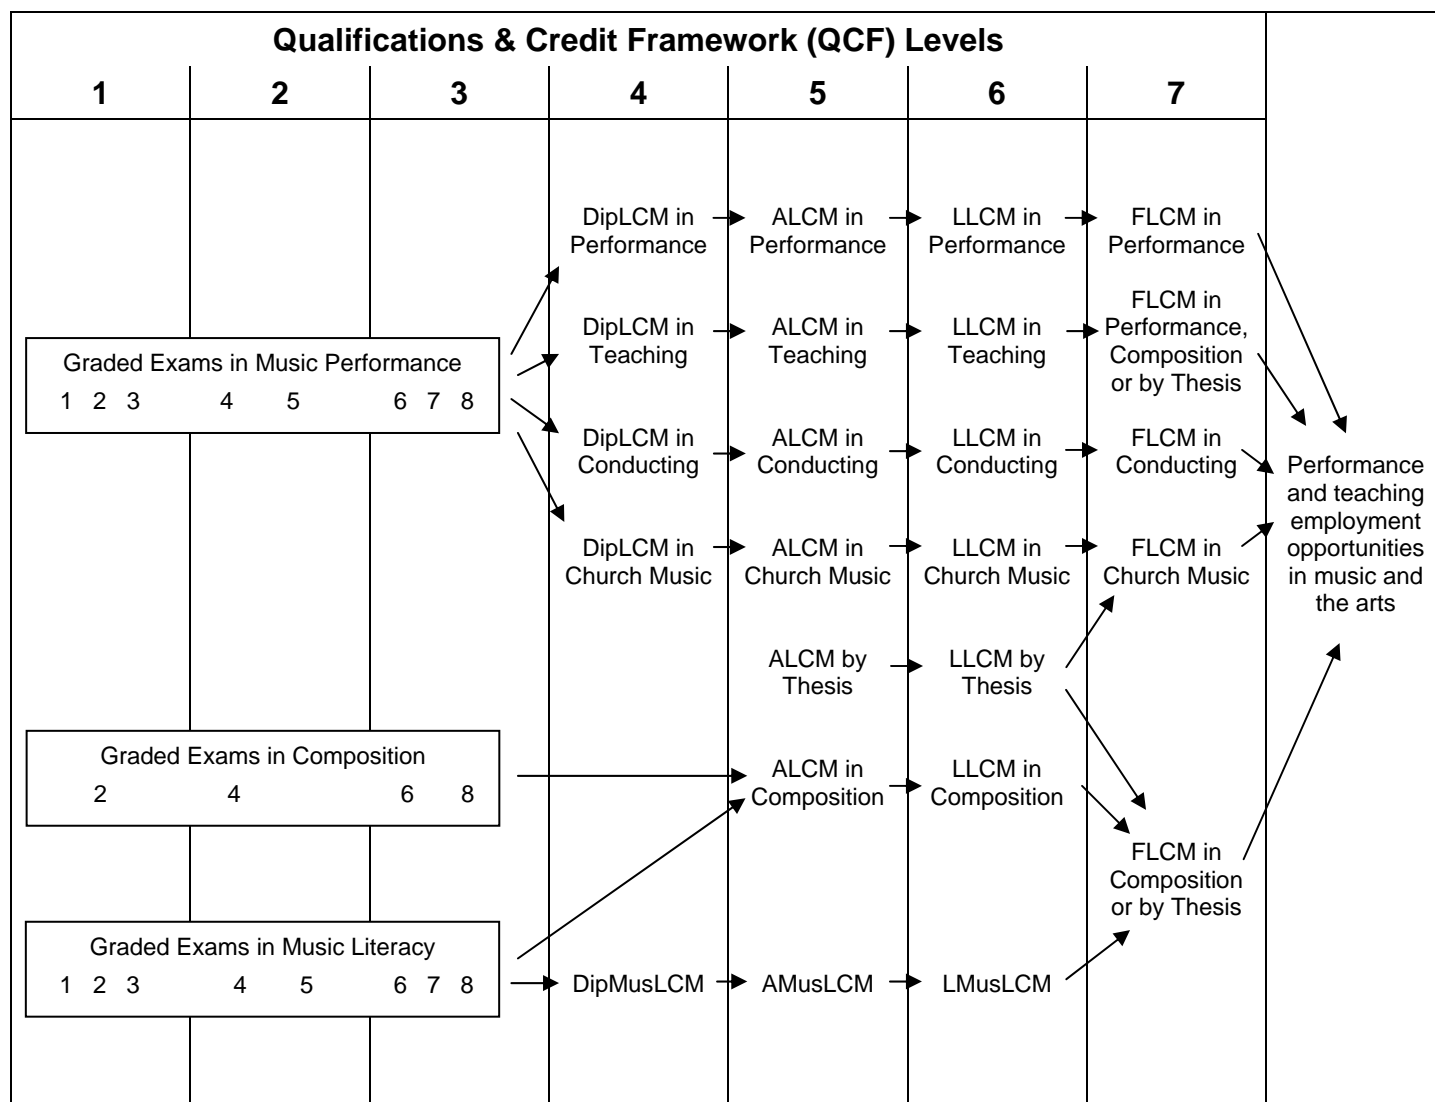 Qualifications & Credit Framework (QCF) Levels
1 2 3 4 5 6 7
DipLCM in
Performance
ALCM in
Performance
LLCM in
Performance
FLCM in
Performance
DipLCM in
Teaching
ALCM in
Teaching
LLCM in
Teaching
FLCM in
Performance,
Composition
or by Thesis
Graded Exams in Music Performance
1 2 3 4 5 6 7 8
DipLCM in
Conducting
ALCM in
Conducting
LLCM in
Conducting
FLCM in
Conducting
Performance
and teaching
employment
opportunities
in music and
the arts
DipLCM in
Church Music
ALCM in
Church Music
LLCM in
Church Music
FLCM in
Church Music
ALCM by
Thesis
LLCM by
Thesis
Graded Exams in Composition
2 4 6 8
ALCM in
Composition
LLCM in
Composition
FLCM in
Composition
or by Thesis
Graded Exams in Music Literacy
1 2 3 4 5 6 7 8
DipMusLCM
AMusLCM
LMusLCM